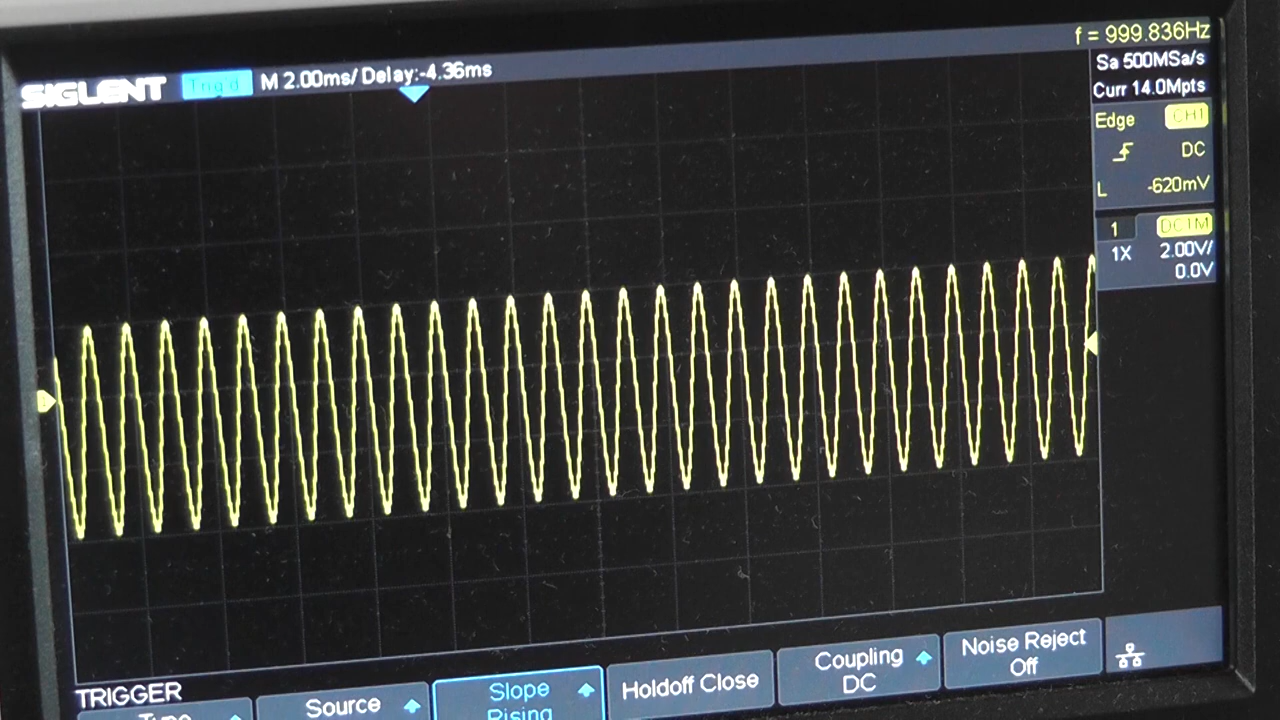 f = 999.836Hz
SIGLENT Trig'd M 2.00ms/ Delay:-4.36ms
Sa 500MSa/s
Curr 14.0Mpts
Edge CH1
DC
L -620mV
1 DC1M
1X 2.00V/
0.0V
TRIGGER
Type
Source
Slope
Rising
Holdoff Close
Coupling
DC
Noise Reject
Off